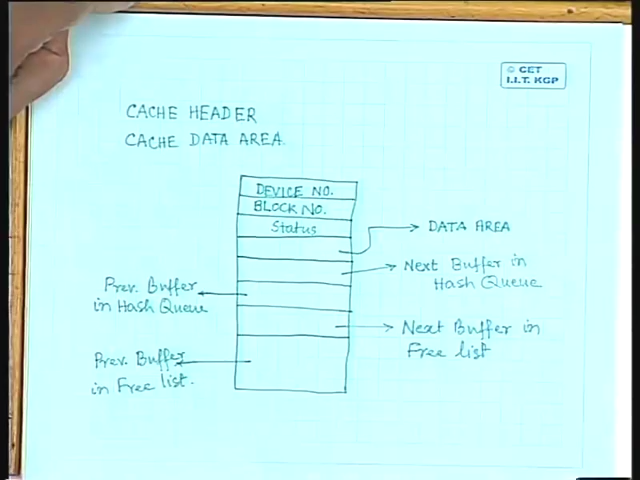 © CET
I.I.T. KGP
CACHE HEADER
CACHE DATA AREA.
DEVICE NO.
BLOCK NO.
Status
DATA AREA
Next Buffer in
Hash Queue
Prev. Buffer
in Hash Queue
Next Buffer in
Free list
Prev. Buffer
in Free list.